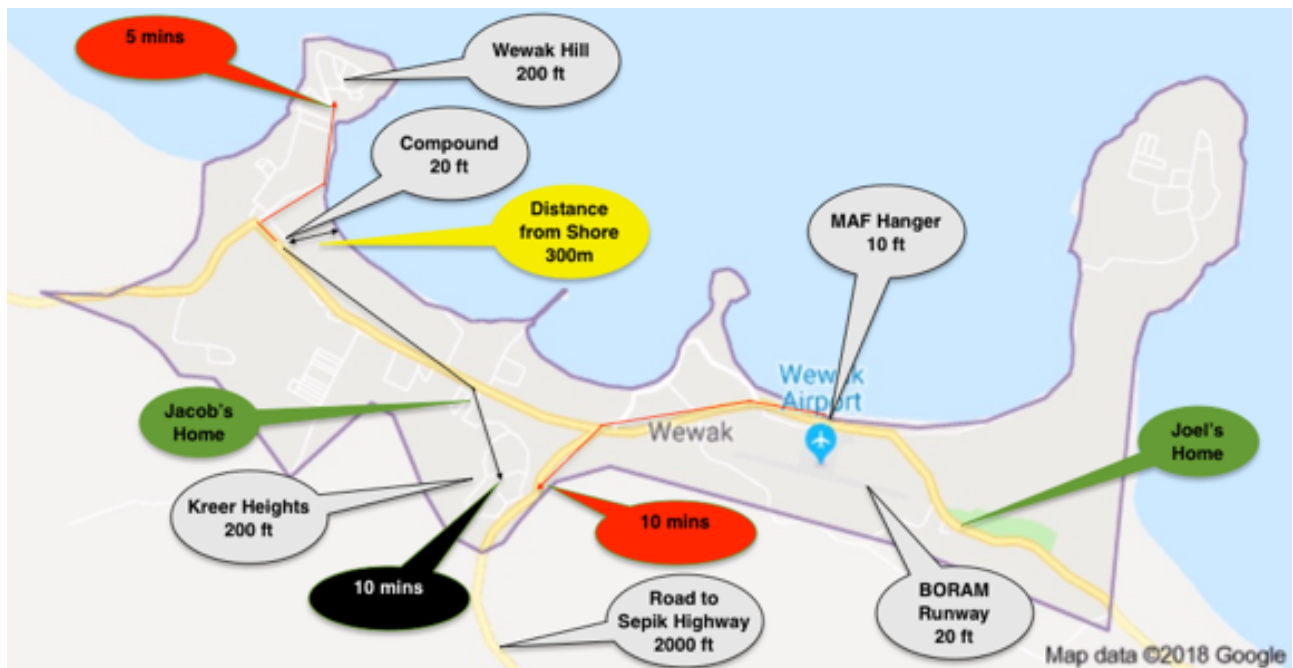 5 mins
Wewak Hill
200 ft
Compound
20 ft
Distance
from Shore
300m
MAF Hanger
10 ft
Wewak
Airport
Jacob's
Home
Wewak
Joel's
Home
Kreer Heights
200 ft
10 mins
10 mins
Road to
Sepik Highway
2000 ft
BORAM
Runway
20 ft
Map data ©2018 Google